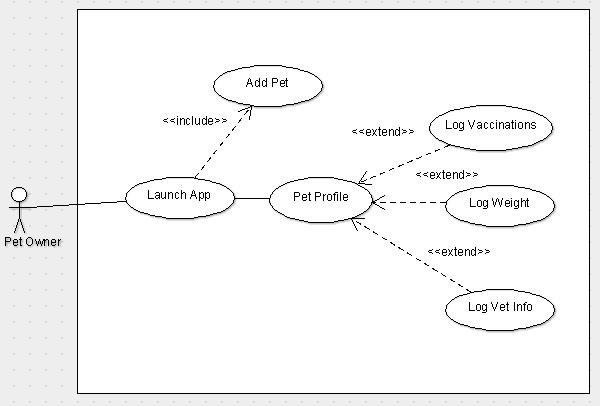 Add Pet
<<include>>
Log Vaccinations
<<extend>>
<<extend>>
Launch App
Pet Profile
Log Weight
Pet Owner
<<extend>>
Log Vet Info